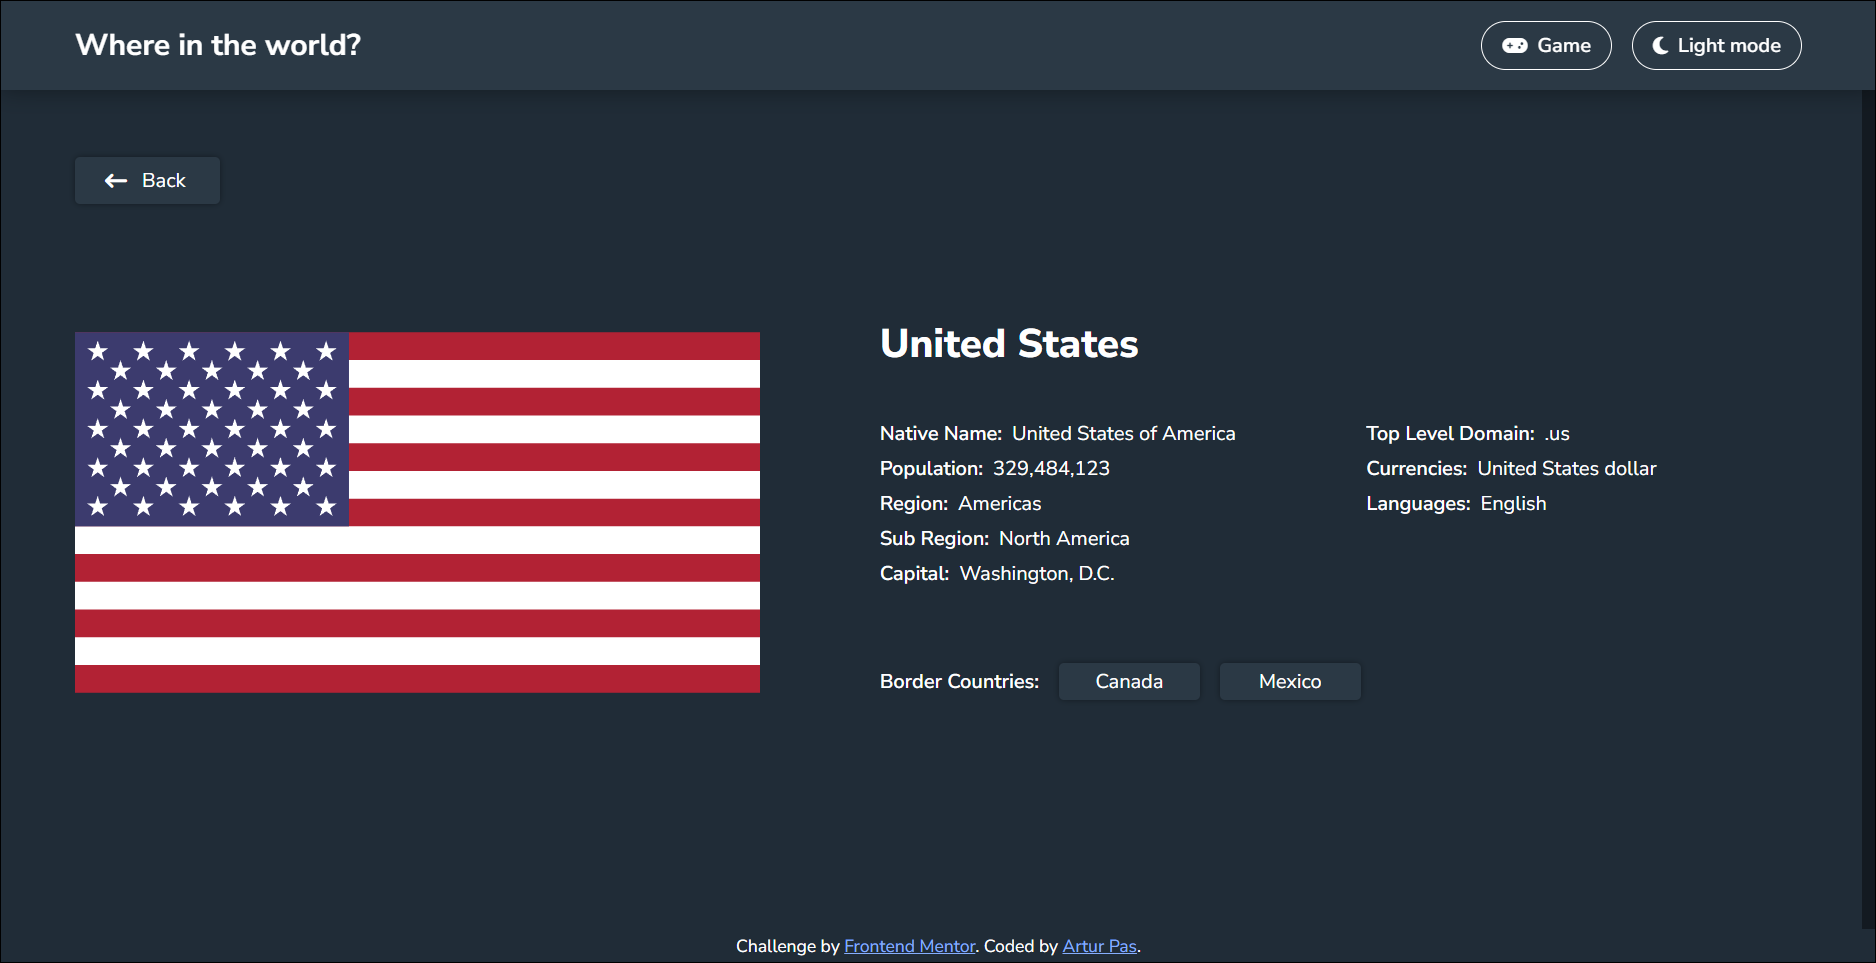 Where in the world?
Game
Light mode
Back
United States
Native Name: United States of America
Population: 329,484,123
Region: Americas
Sub Region: North America
Capital: Washington, D.C.
Top Level Domain: .us
Currencies: United States dollar
Languages: English
Border Countries: Canada Mexico
Challenge by Frontend Mentor. Coded by Artur Pas.